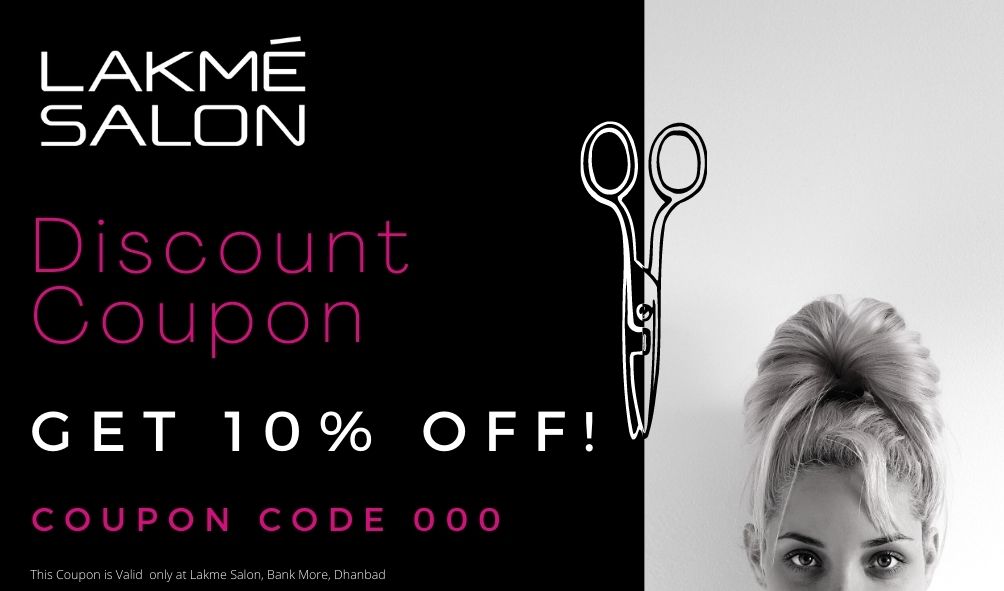 LAKMÉ
SALON
Discount
Coupon
GET 10% OFF!
COUPON CODE 000
This Coupon is Valid only at Lakme Salon, Bank More, Dhanbad